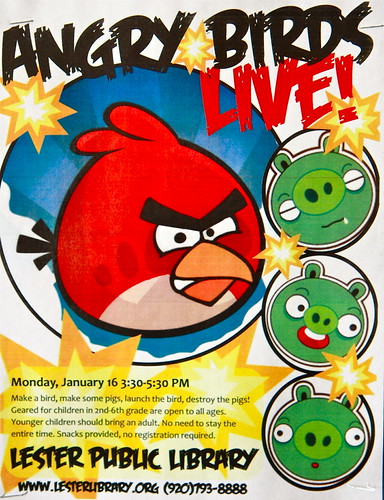 ANGRY BIRDS
LIVE!
Monday, January 16 3:30-5:30 PM
Make a bird, make some pigs, launch the bird, destroy the pigs!
Geared for children in 2nd-6th grade are open to all ages.
Younger children should bring an adult. No need to stay the
entire time. Snacks provided, no registration required.
LESTER PUBLIC LIBRARY
WWW.LESTERLIBRARY.ORG (920)793-8888